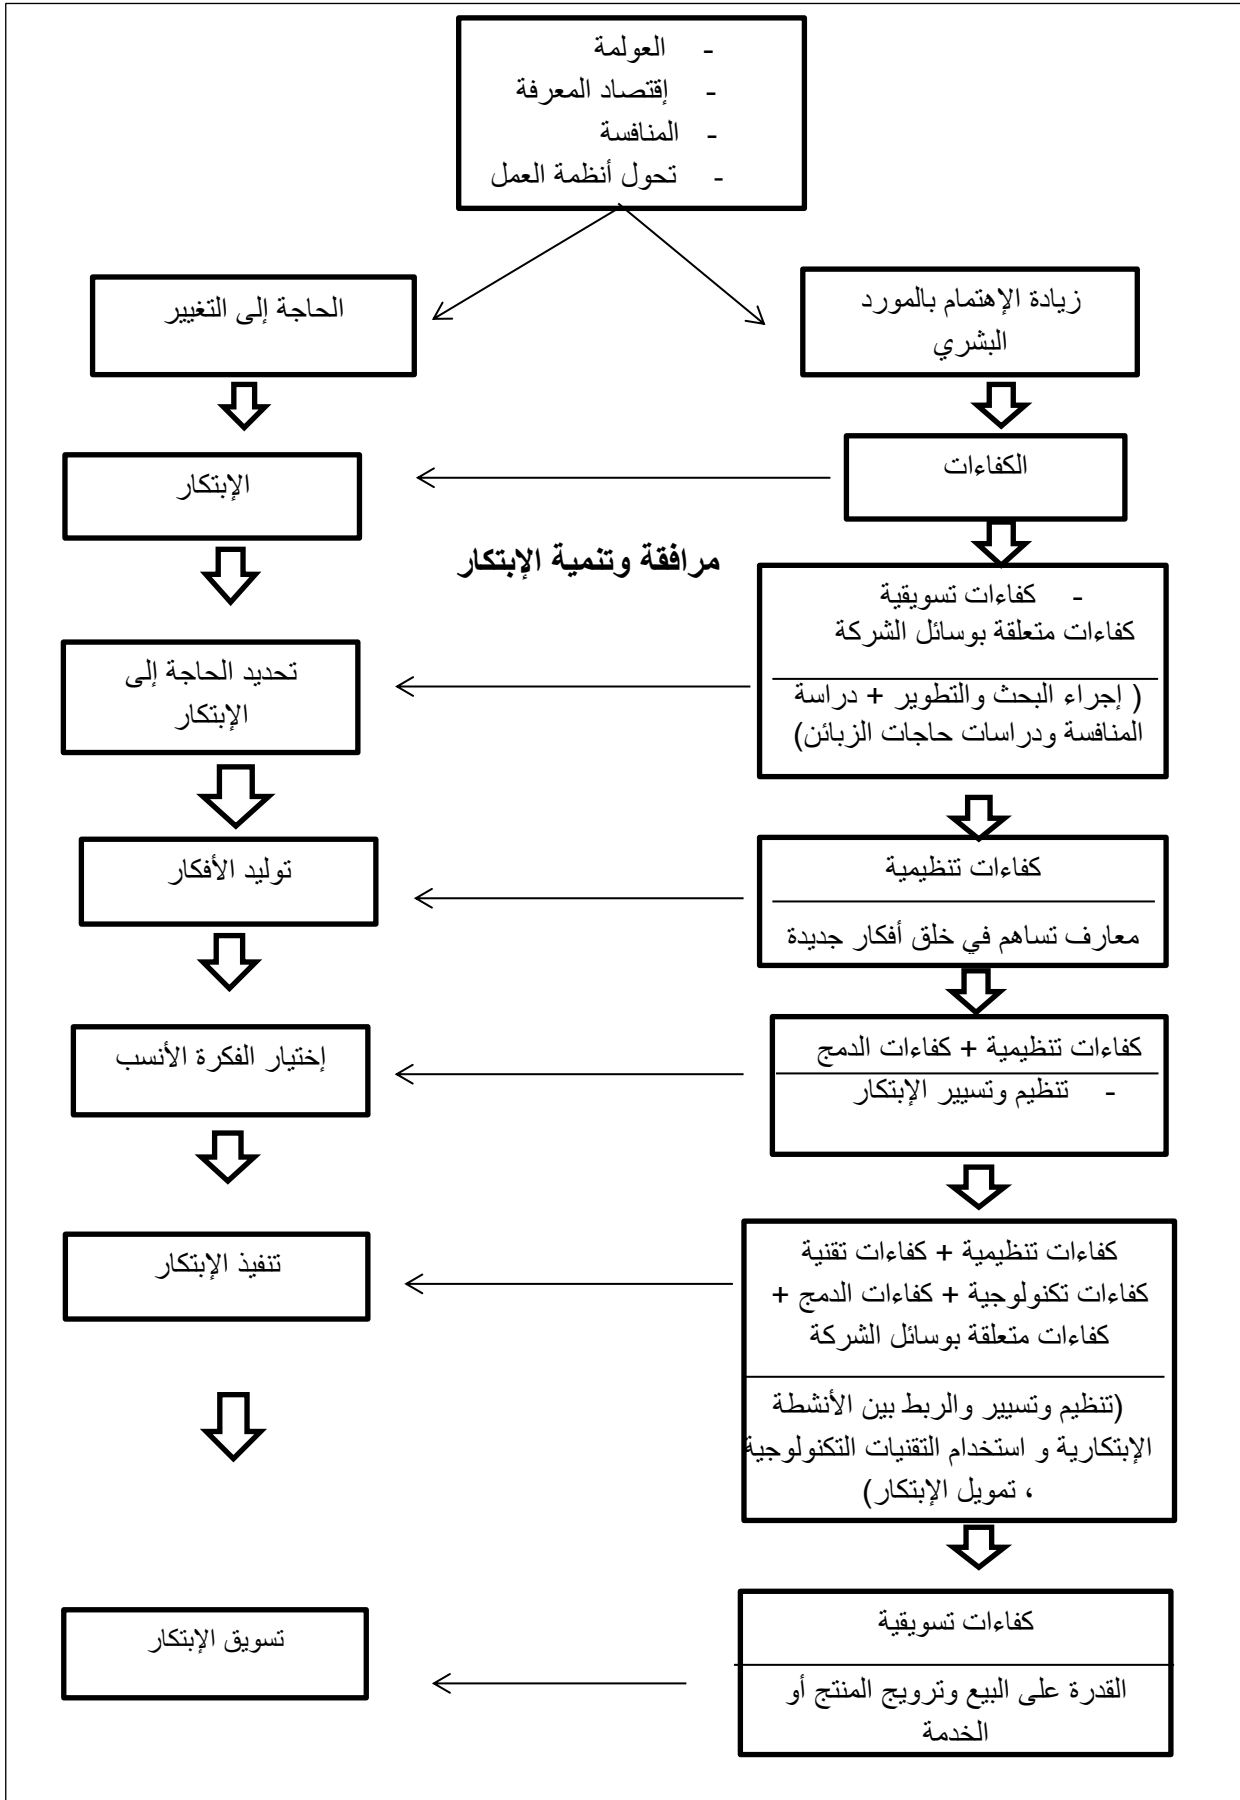 - العولمة
- إقتصاد المعرفة
- المنافسة
- تحول أنظمة العمل
زيادة الإهتمام بالمورد
البشري
الحاجة إلى التغيير
الكفاءات
الإبتكار
مرافقة وتنمية الإبتكار
- كفاءات تسويقية
كفاءات متعلقة بوسائل الشركة
( إجراء البحث والتطوير + دراسة
المنافسة ودراسات حاجات الزبائن)
تحديد الحاجة إلى
الإبتكار
كفاءات تنظيمية
معارف تساهم في خلق أفكار جديدة
توليد الأفكار
كفاءات تنظيمية + كفاءات الدمج
- تنظيم وتسيير الإبتكار
إختيار الفكرة الأنسب
كفاءات تنظيمية + كفاءات تقنية
كفاءات تكنولوجية + كفاءات الدمج +
كفاءات متعلقة بوسائل الشركة
(تنظيم وتسيير والربط بين الأنشطة
الإبتكارية و استخدام التقنيات التكنولوجية
، تمويل الإبتكار)
تنفيذ الإبتكار
كفاءات تسويقية
القدرة على البيع وترويج المنتج أو
الخدمة
تسويق الإبتكار